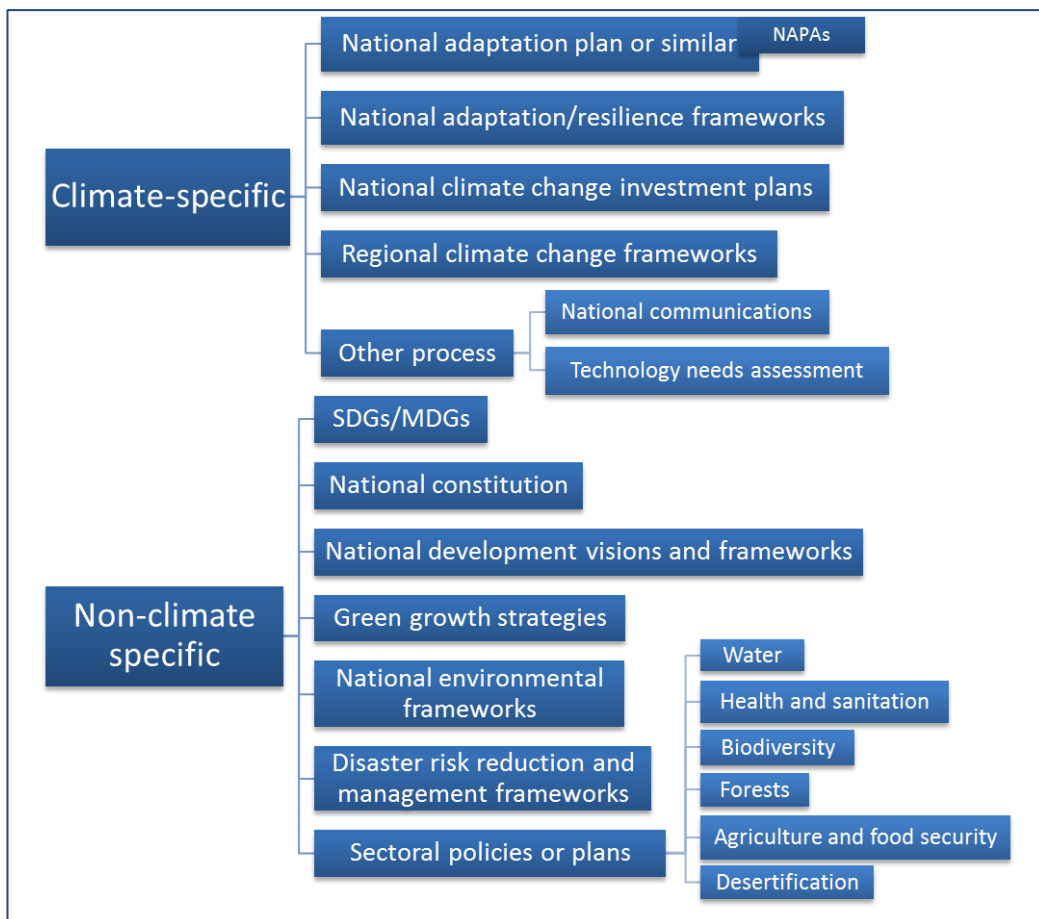 National adaptation plan or similar
NAPAs
National adaptation/resilience frameworks
Climate-specific
National climate change investment plans
Regional climate change frameworks
National communications
Other process
Technology needs assessment
SDGs/MDGs
National constitution
National development visions and frameworks
Non-climate
specific
Green growth strategies
National environmental
frameworks
Disaster risk reduction and
management frameworks
Sectoral policies or plans
Water
Health and sanitation
Biodiversity
Forests
Agriculture and food security
Desertification